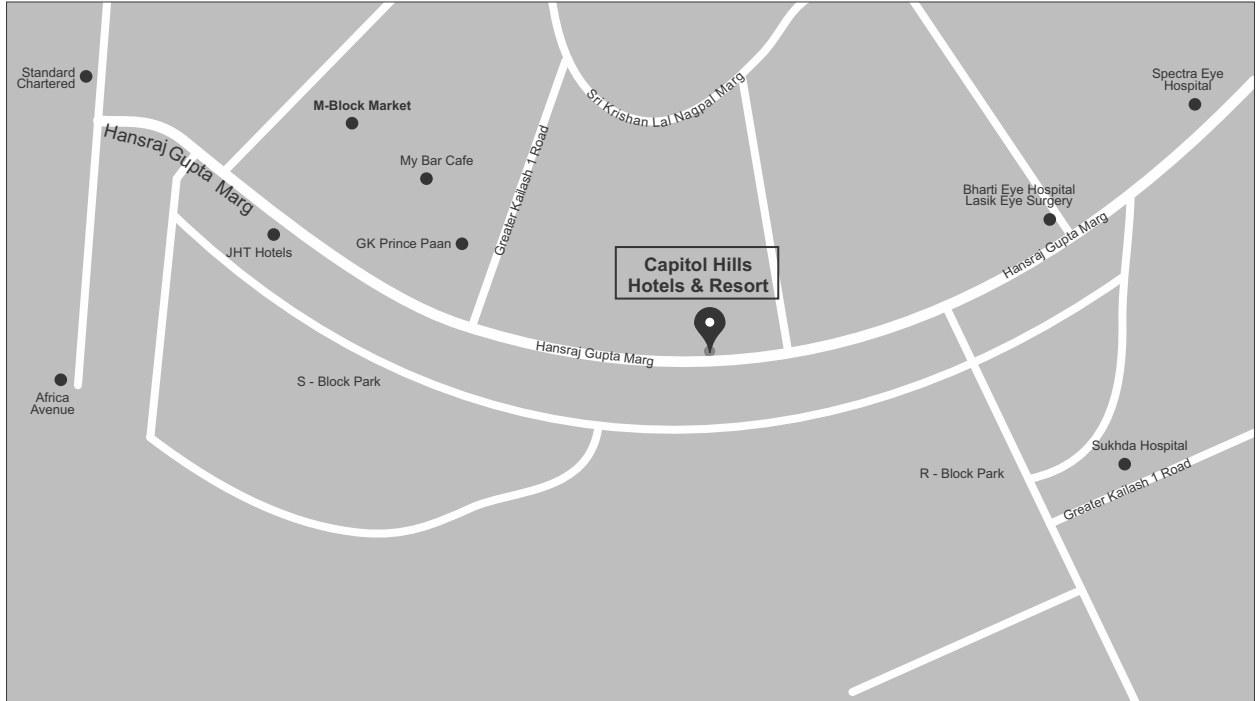 Standard
Chartered
Spectra Eye
Hospital
Sri Krishan Lal Nagpal Marg
M-Block Market
Hansraj Gupta Marg
My Bar Cafe
Greater Kailash 1 Road
Bharti Eye Hospital
Lasik Eye Surgery
JHT Hotels
GK Prince Paan
Hansraj Gupta Marg
Capitol Hills
Hotels & Resort
Hansraj Gupta Marg
S - Block Park
Africa
Avenue
Sukhda Hospital
R - Block Park
Greater Kailash 1 Road